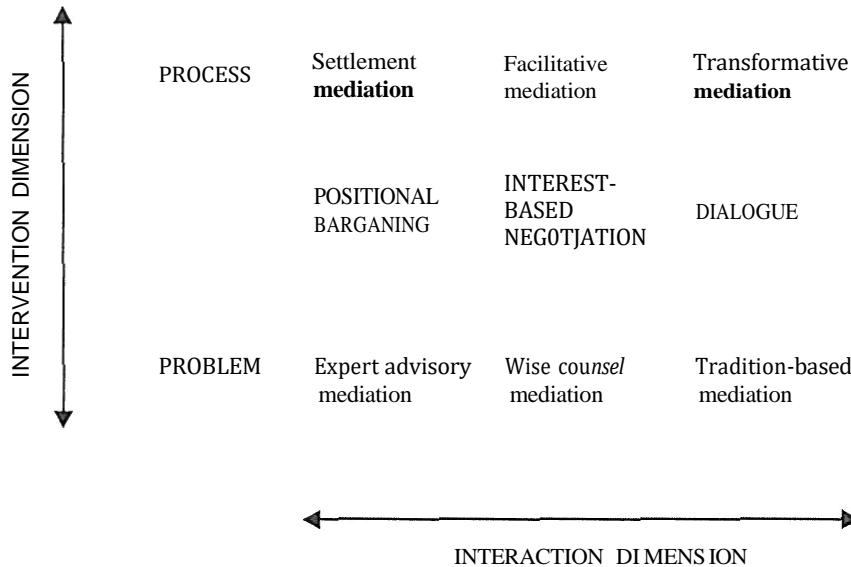 INTERVENTION DIMENSION
PROCESS
Settlement
mediation
Facilitative
mediation
Transformative
mediation
POSITIONAL
BARGANING
INTEREST-
BASED
NEG0TJATION
DIALOGUE
PROBLEM
Expert advisory
mediation
Wise counsel
mediation
Tradition-based
mediation
INTERACTION DI MENS ION